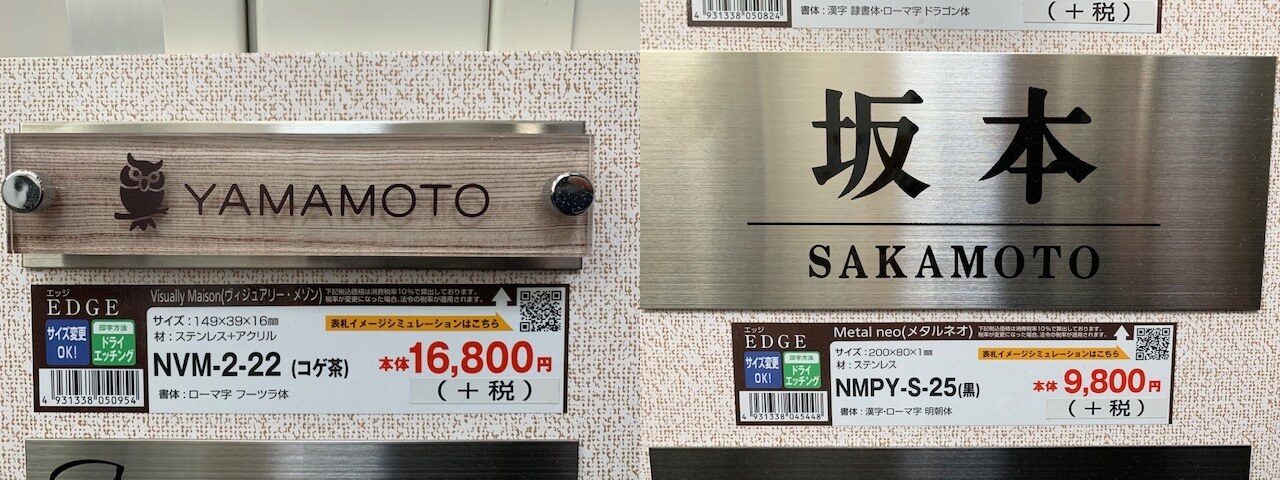 YAMAMOTO
エッジ
EDGE
Visually Maison(ヴィジュアリー・メゾン)
下記税込価格は消費税率10%で算出しております。
税率が変更になった場合、法令の税率が適用されます。
サイズ変更
OK!
印字方法
ドライ
エッチング
サイズ:149×39×16㎜
材:ステンレス+アクリル
表札イメージシミュレーションはこちら
NVM-2-22 (コゲ茶)
本体16,800円
(+税)
書体:ローマ字 フーツラ体
4 931338 050954
4 931338 050824
書体:漢字 隷書体・ローマ字 ドラゴン体
(+税)
坂本
SAKAMOTO
エッジ
EDGE
Metal neo(メタルネオ)
下記税込価格は消費税率10%で算出しております。
税率が変更になった場合、法令の税率が適用されます。
サイズ変更
OK!
印字方法
ドライ
エッチング
サイズ:200×80×1㎜
材:ステンレス
表札イメージシミュレーションはこちら
NMPY-S-25(黒)
本体9,800円
(+税)
書体:漢字・ローマ字 明朝体
4 931338 045448